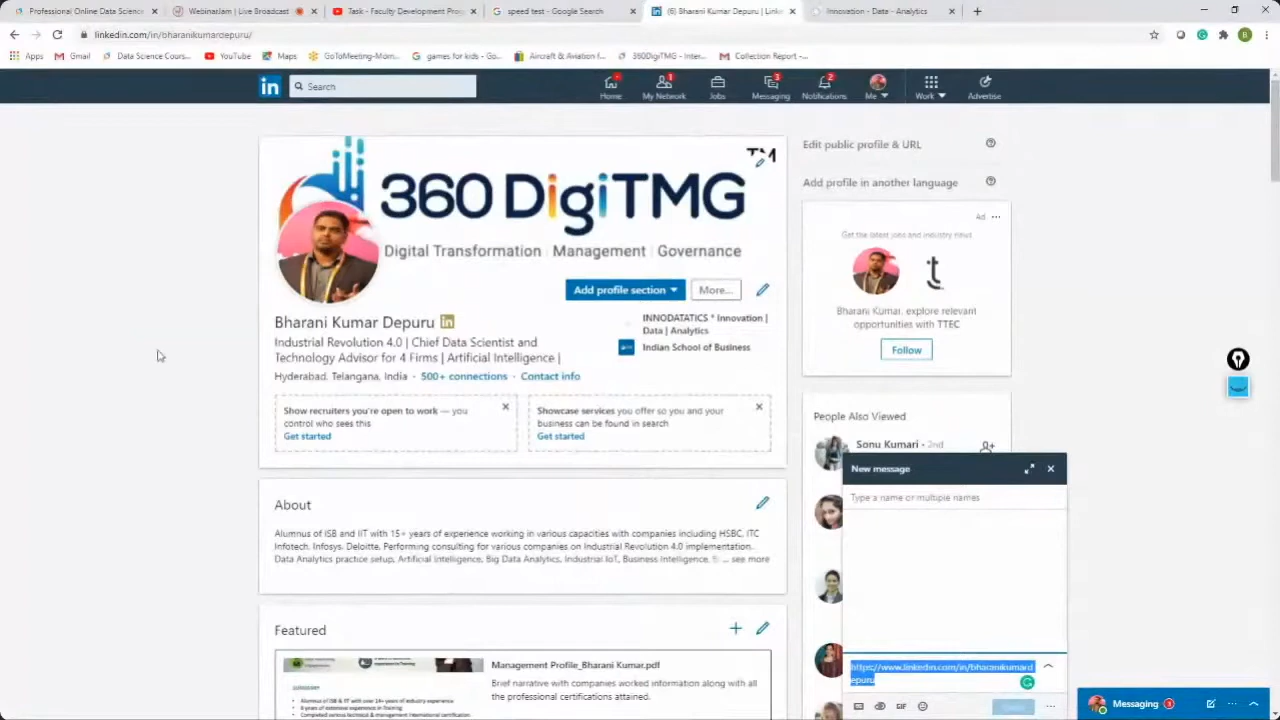 Professional Online Data Science
WebinarJam | Live Broadcast
Task - Faculty Development Prog
speed test - Google Search
(6) Bharani Kumar Depuru | Linke
Innovation - Data - Analytics
linkedin.com/in/bharanikumardepuru/
Apps
Gmail
Data Science Cours...
YouTube
Maps
GoToMeeting-Mom...
games for kids - Go...
Aircraft & Aviation f...
360DigiTMG - Inter...
Collection Report -...
in
Search
Home
My Network
1
Jobs
Messaging
3
Notifications
2
Me
Work
Advertise
TM
360 DigiTMG
Digital Transformation | Management | Governance
Add profile section
More...
Bharani Kumar Depuru
Industrial Revolution 4.0 | Chief Data Scientist and
Technology Advisor for 4 Firms | Artificial Intelligence |
Hyderabad, Telangana, India · 500+ connections · Contact info
INNODATATICS * Innovation |
Data | Analytics
Indian School of Business
Show recruiters you're open to work — you
control who sees this
Get started
Showcase services you offer so you and your
business can be found in search
Get started
About
Alumnus of ISB and IIT with 15+ years of experience working in various capacities with companies including HSBC, ITC
Infotech, Infosys, Deloitte, Performing consulting for various companies on Industrial Revolution 4.0 implementation.
Data Analytics practice setup, Artificial Intelligence, Big Data Analytics, Industrial IoT, Business Intelligence, ... see more
Featured
Management Profile_Bharani Kumar.pdf
Brief narrative with companies worked information along with all
the professional certifications attained.
Edit public profile & URL
Add profile in another language
Ad ...
Get the latest jobs and industry news
Bharani Kumar, explore relevant
opportunities with TTEC
Follow
People Also Viewed
Sonu Kumari - 2nd
New message
Type a name or multiple names
https://www.linkedin.com/in/bharanikumard
epuru
GIF
Messaging
3